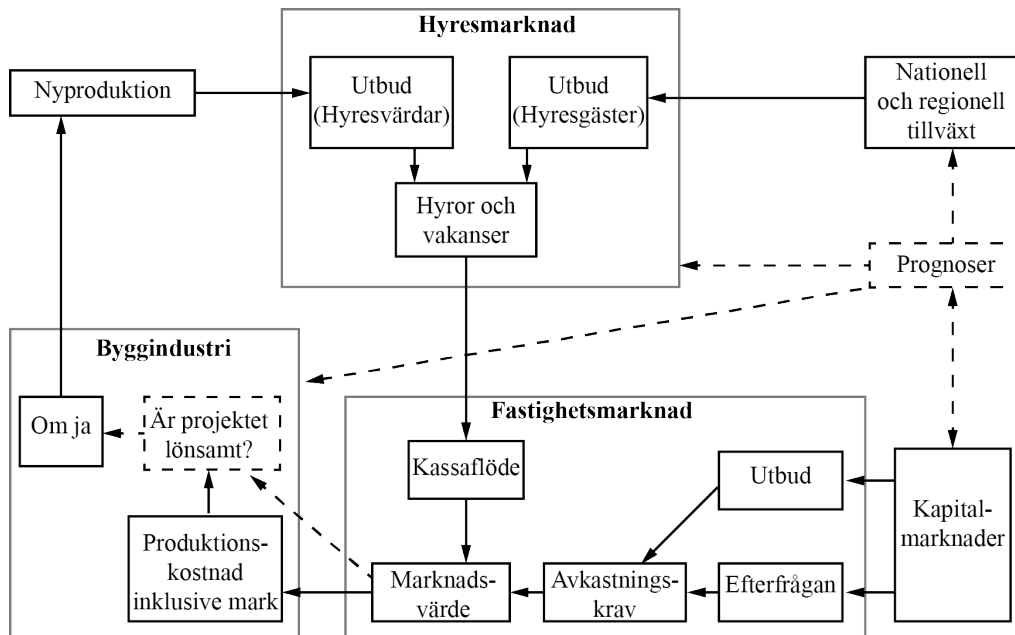 Hyresmarknad
Nyproduktion
Utbud
(Hyresvärdar)
Utbud
(Hyresgäster)
Nationell
och regionell
tillväxt
Hyror och
vakanser
Prognoser
Byggindustri
Om ja
Är projektet
lönsamt?
Produktions-
kostnad
inklusive mark
Fastighetsmarknad
Kassaflöde
Utbud
Kapital-
marknader
Marknads-
värde
Avkastnings-
krav
Efterfrågan